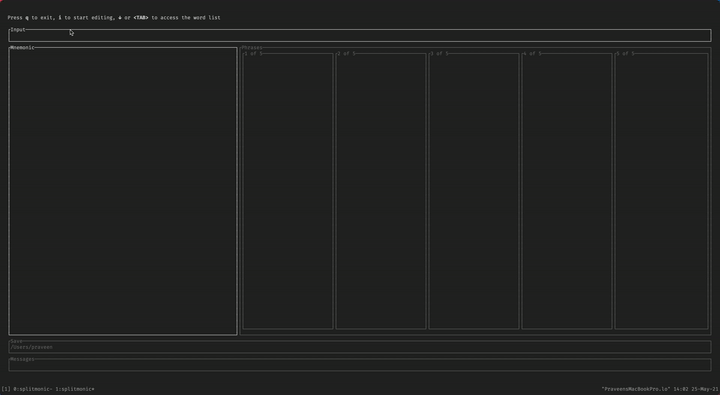 Press q to exit, i to start editing, ↓ or <TAB> to access the word list
Input
Mnemonic
Phrases
1 of 5
2 of 5
3 of 5
4 of 5
5 of 5
Save
/Users/praveen
Messages
[1] 0:splitmonic- 1:splitmonic*
"PraveensMacBookPro.lo" 14:02 25-May-21